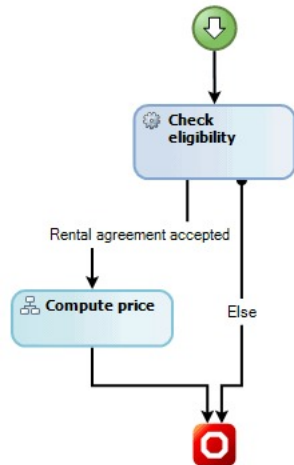 Check
eligibility
Rental agreement accepted
Compute price
Else